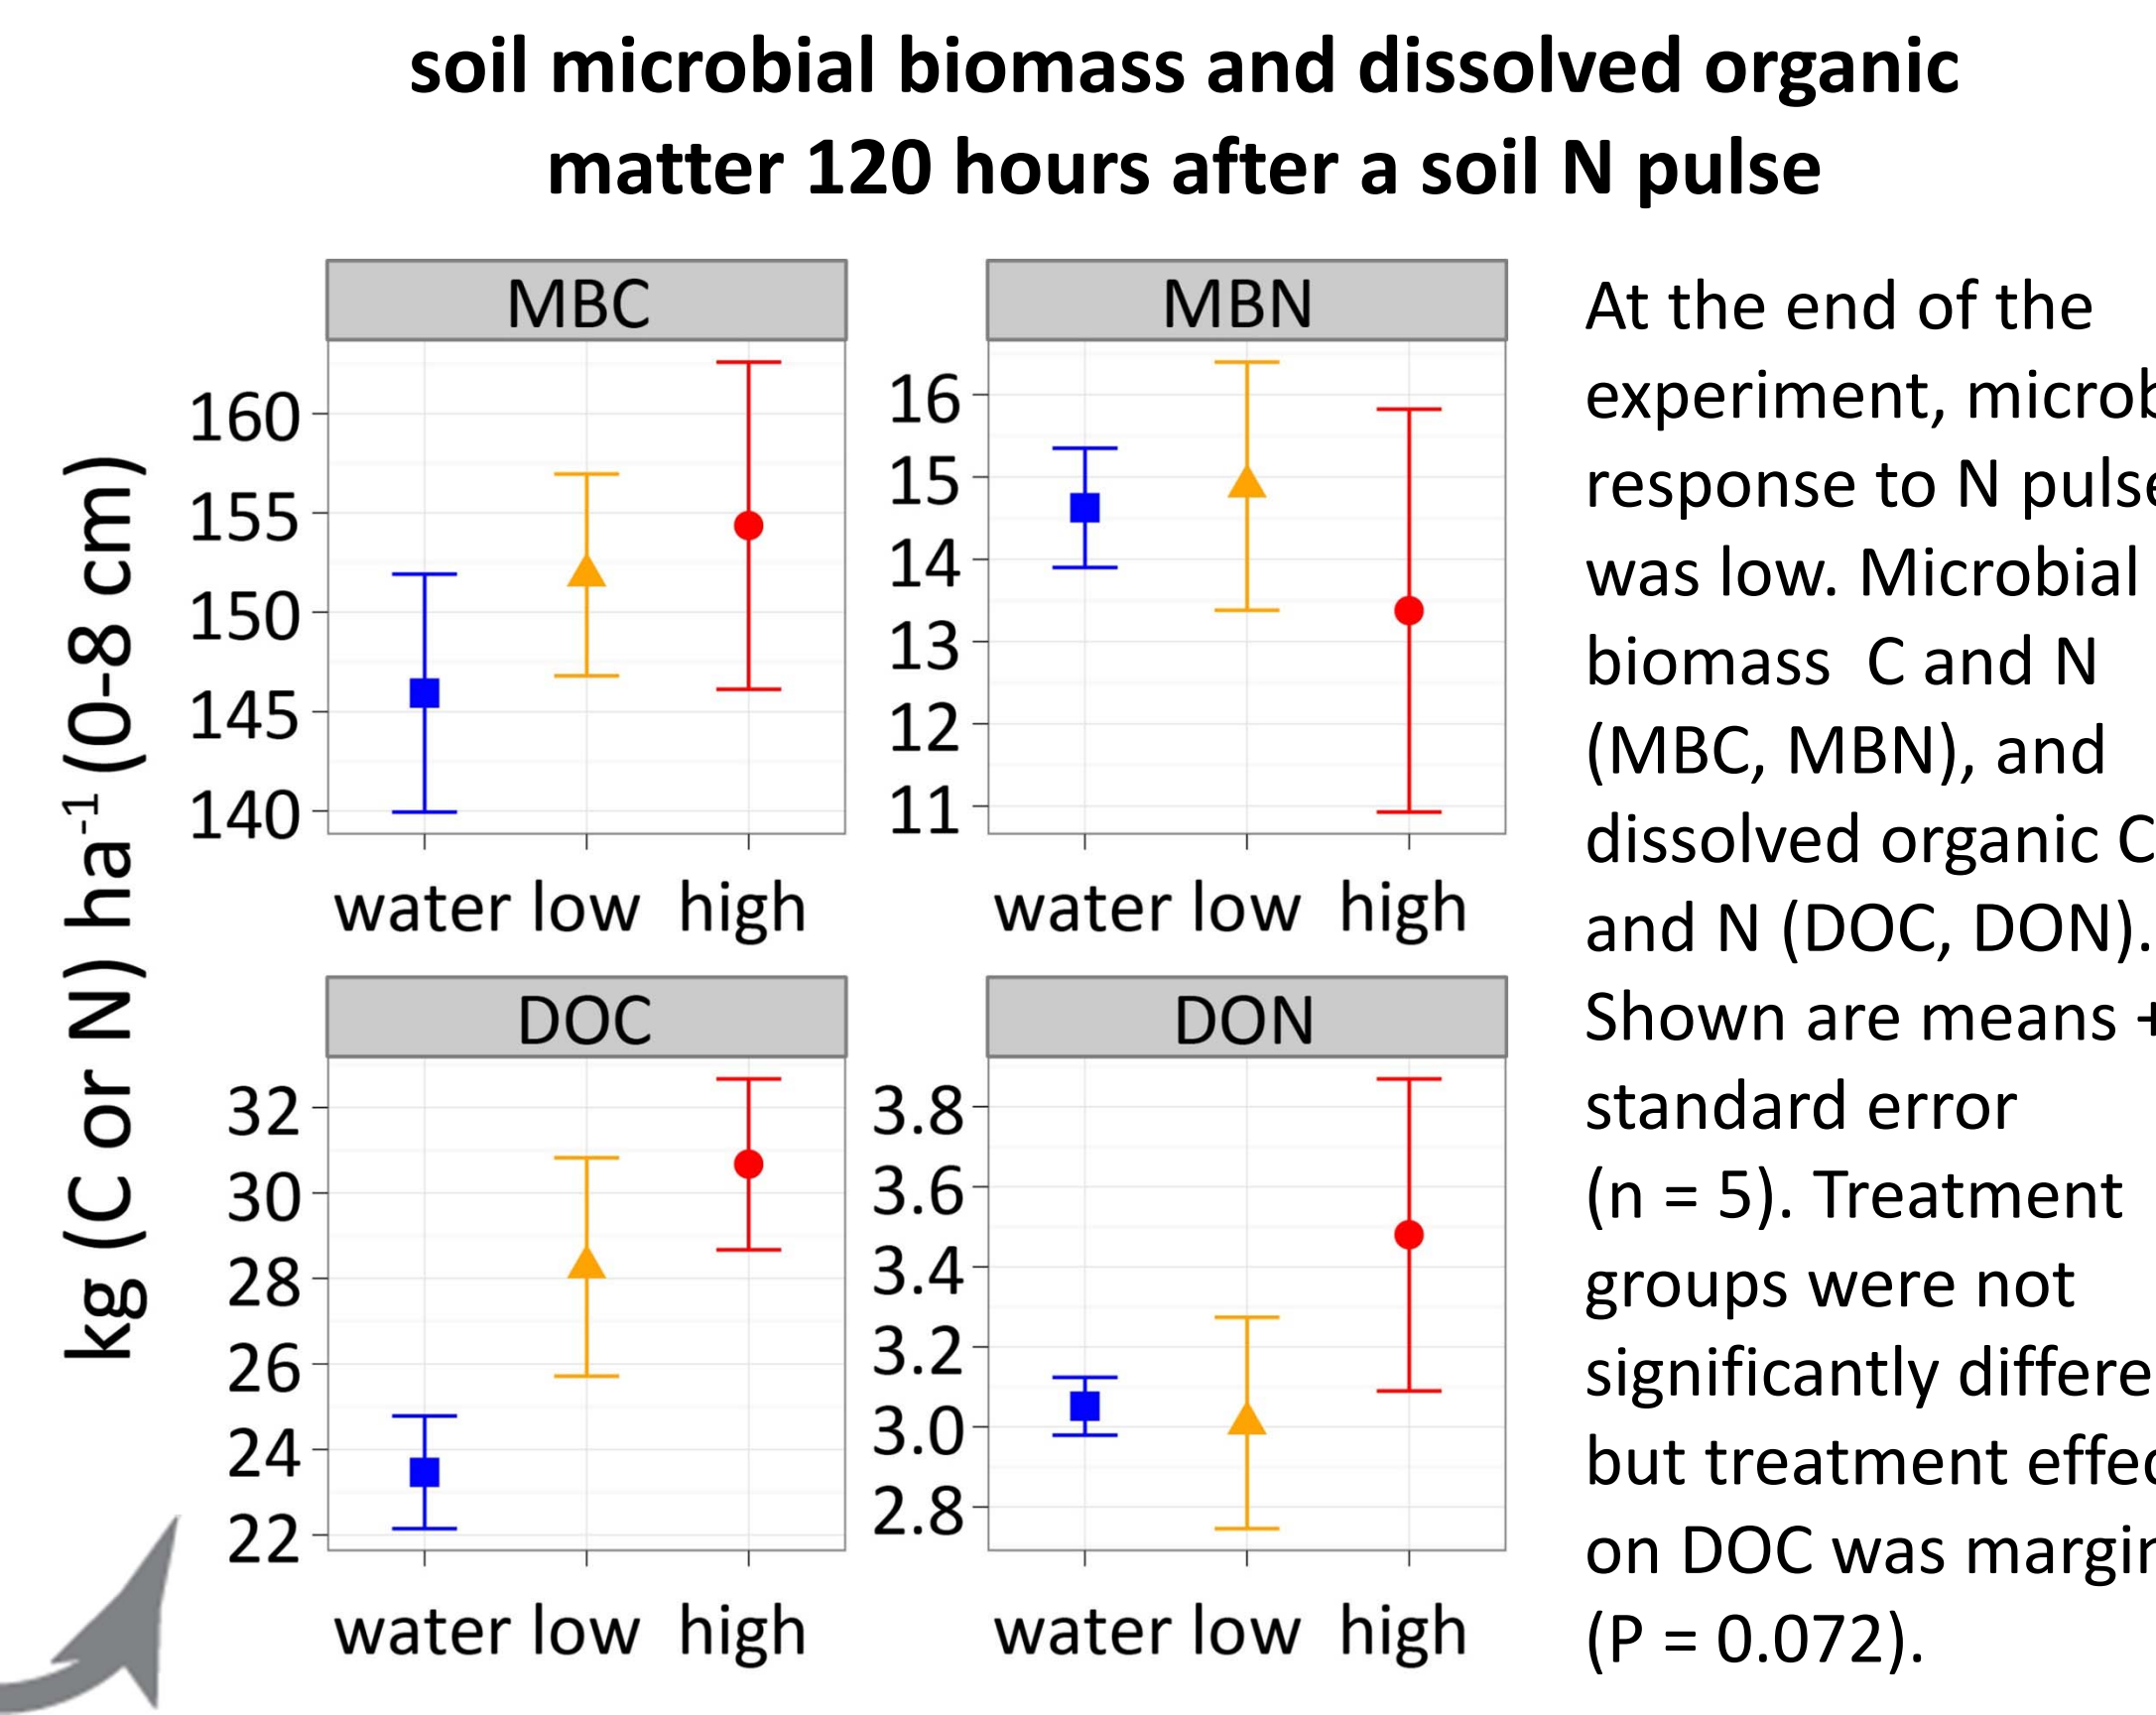 soil microbial biomass and dissolved organic
matter 120 hours after a soil N pulse
kg (C or N) ha⁻¹ (0-8 cm)
MBC
160
155
150
145
140
water low high
MBN
16
15
14
13
12
11
water low high
DOC
32
30
28
26
24
22
water low high
DON
3.8
3.6
3.4
3.2
3.0
2.8
water low high
At the end of the
experiment,
response to N
was low. Microbial
biomass C and N
(MBC, MBN), and
dissolved organic C
and N (DOC, DON).
Shown are means
standard error
(n = 5). Treatment
groups were not
significantly
but treatment
on DOC was
(P = 0.072).